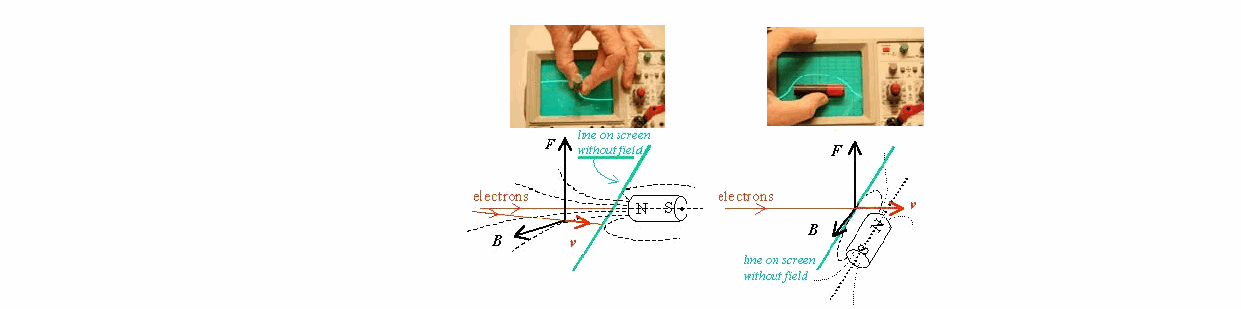 line on screen
without field
F
electrons
N S
B
v
F
electrons
v
B
N
S
line on screen
without field